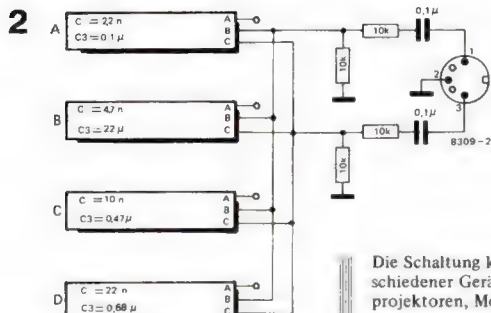 2
A
C = 2,2 n
C3 = 0.1 µ
A
B
C
B
C = 4,7 n
C3 = 22 µ
A
B
C
C
C = 10 n
C3 = 0,47 µ
A
B
C
D
C = 22 n
C3 = 0,68 µ
A
B
C
10k
10k
0,1 µ
10k
10k
0,1 µ
1
2
3
8309-2
Die Schaltung k
schiedener Gerä
projektoren, Mo